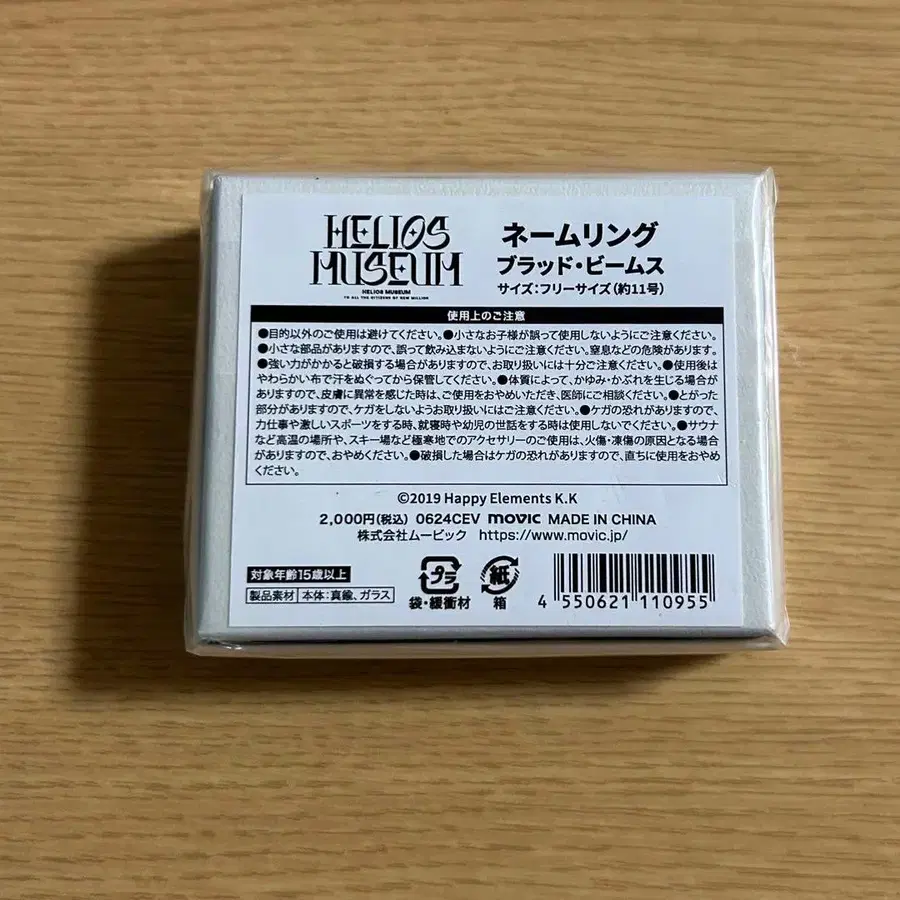 HELIOS
MUSEUM
HELIOS MUSEUM
TO ALL THE CITIZENS OF NEW MILLION
ネームリング
ブラッド・ビームス
サイズ:フリーサイズ(約11号)
使用上のご注意
●目的以外のご使用は避けてください。●小さなお子様が誤って使用しないようにご注意ください。
●小さな部品がありますので、誤って飲み込まないようにご注意ください。窒息などの危険があります。
●強い力がかかると破損する場合がありますので、お取り扱いには十分ご注意ください。●使用後は
やわらかい布で汗をぬぐってから保管してください。●体質によって、かゆみ・かぶれを生じる場合が
ありますので、皮膚に異常を感じた時は、ご使用をおやめいただき、医師にご相談ください。●とがった
部分がありますので、ケガをしないようお取り扱いにはご注意ください。●ケガの恐れがありますので、
力仕事や激しいスポーツをする時、就寝時や幼児の世話をする時は使用しないでください。●サウナ
など高温の場所や、スキー場など極寒地でのアクセサリーのご使用は、火傷・凍傷の原因となる場合
がありますので、おやめください。●破損した場合はケガの恐れがありますので、直ちに使用をおやめ
ください。
©2019 Happy Elements K.K
2,000円(税込) 0624CEV movic MADE IN CHINA
株式会社ムービック https://www.movic.jp/
対象年齢15歳以上
製品素材 本体:真鍮、ガラス
プラ
袋・緩衝材
紙
箱
4 550621 110955